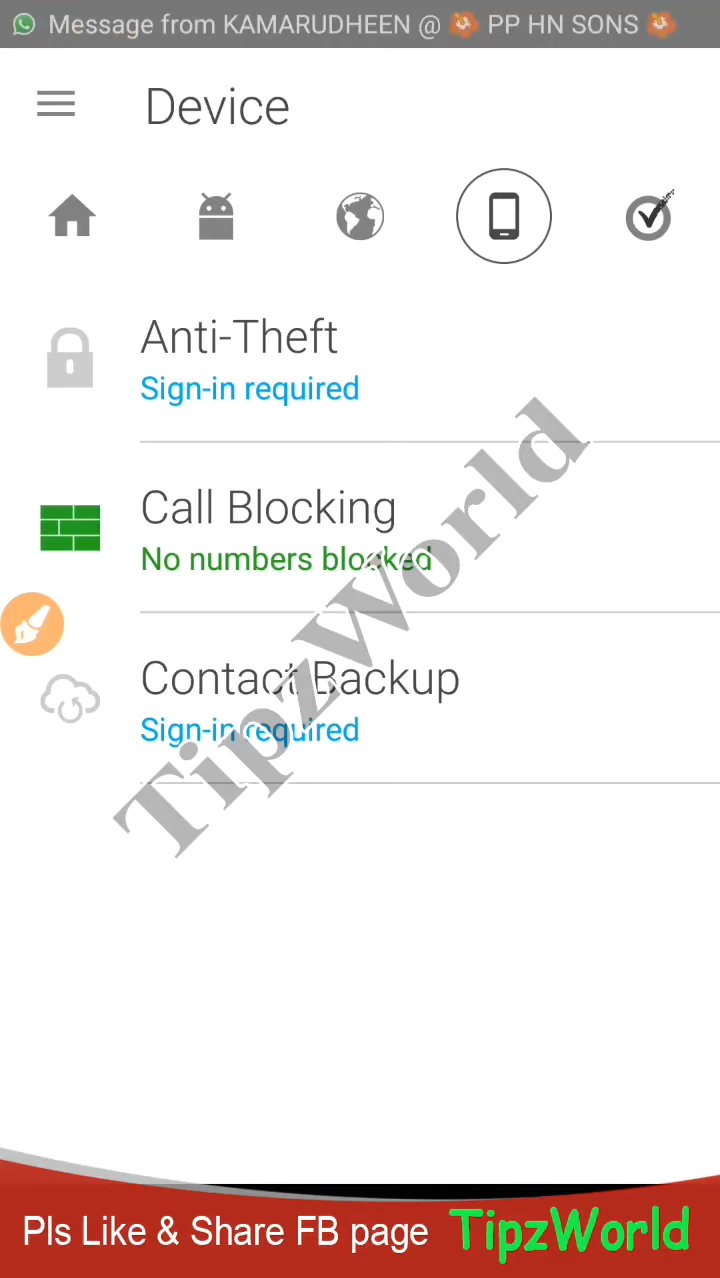 Message from KAMARUDHEEN @ 🌺 PP HN SONS 🌺
Device
Anti-Theft
Sign-in required
Call Blocking
No numbers blocked
Contact Backup
Sign-in required
TipzWorld
Pls Like & Share FB page TipzWorld